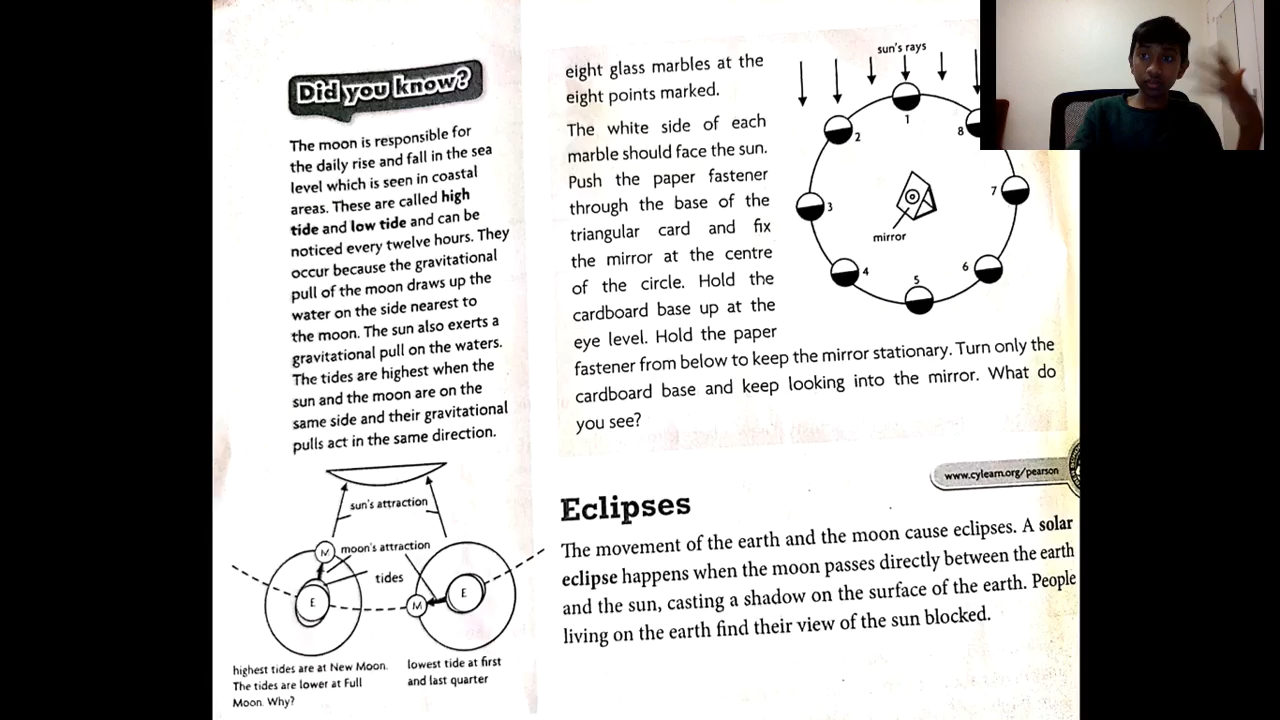 Did you know?
The moon is responsible for
the daily rise and fall in the sea
level which is seen in coastal
areas. These are called high
tide and low tide and can be
noticed every twelve hours. They
occur because the gravitational
pull of the moon draws up the
water on the side nearest to
the moon. The sun also exerts a
gravitational pull on the waters.
The tides are highest when the
sun and the moon are on the
same side and their gravitational
pulls act in the same direction.
sun's attraction
M
moon's attraction
tides
E
M
E
highest tides are at New Moon.
The tides are lower at Full
Moon. Why?
lowest tide at first
and last quarter
eight glass marbles at the
eight points marked.
The white side of each
marble should face the sun.
Push the paper fastener
through the base of the
triangular card and fix
the mirror at the centre
of the circle. Hold the
cardboard base up at the
eye level. Hold the paper
fastener from below to keep the mirror stationary. Turn only the
cardboard base and keep looking into the mirror. What do
you see?
sun's rays
1
2
8
3
7
mirror
4
6
5
www.cylearn.org/pearson
Eclipses
The movement of the earth and the moon cause eclipses. A solar
eclipse happens when the moon passes directly between the earth
and the sun, casting a shadow on the surface of the earth. People
living on the earth find their view of the sun blocked.